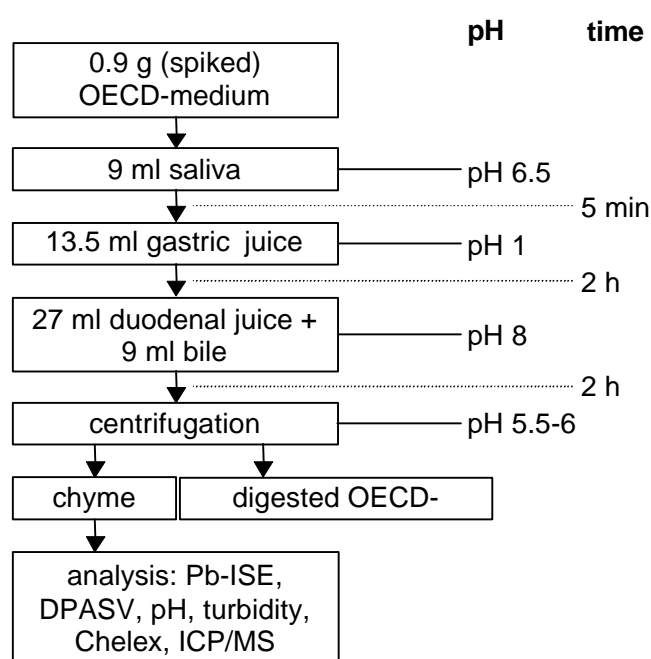 pH time
0.9 g (spiked)
OECD-medium
9 ml saliva
pH 6.5
5 min
13.5 ml gastric juice
pH 1
2 h
27 ml duodenal juice +
9 ml bile
pH 8
2 h
centrifugation
pH 5.5-6
chyme
digested OECD-
analysis: Pb-ISE,
DPASV, pH, turbidity,
Chelex, ICP/MS